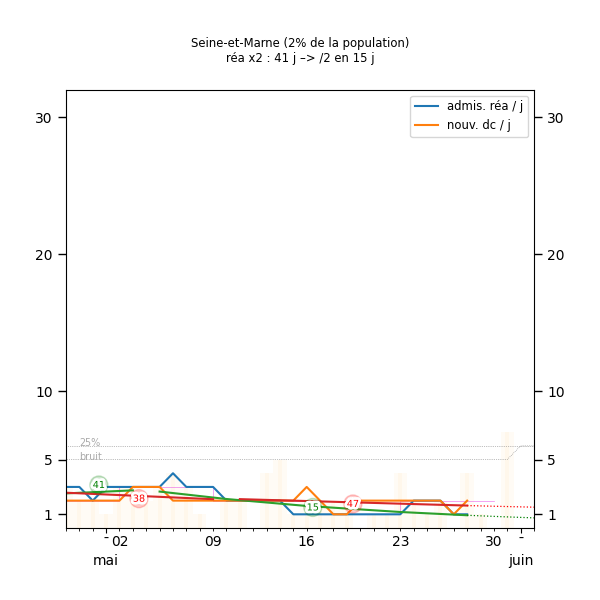 Seine-et-Marne (2% de la population)
réa x2 : 41 j –> /2 en 15 j
admis. réa / j
nouv. dc / j
30 30
20 20
10 10
25%
bruit
5 5
41
38
15
47
1 1
- 02 09 16 23 30 -
mai juin